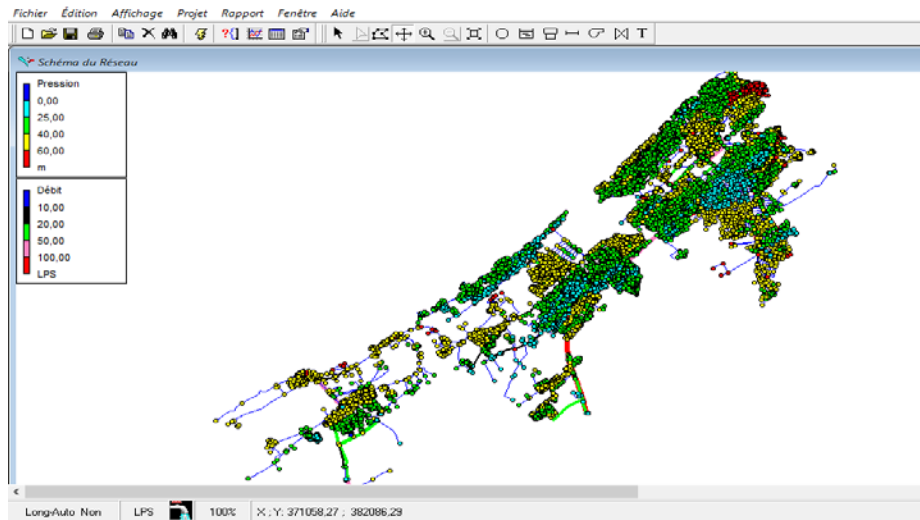 Fichier Édition Affichage Projet Rapport Fenêtre Aide
?{} T
Schéma du Réseau
Pression
0,00
25,00
40,00
60,00
m
Débit
10,00
20,00
50,00
100,00
LPS
Long-Auto Non LPS 100% X ; Y: 371058,27 ; 382086,29